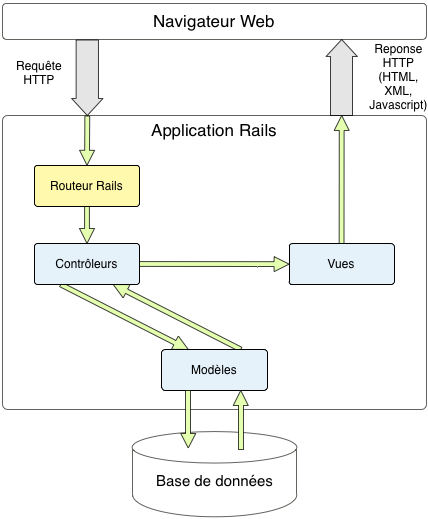 Navigateur Web
Requête
HTTP
Reponse
HTTP
(HTML,
XML,
Javascript)
Application Rails
Routeur Rails
Contrôleurs
Vues
Modèles
Base de données